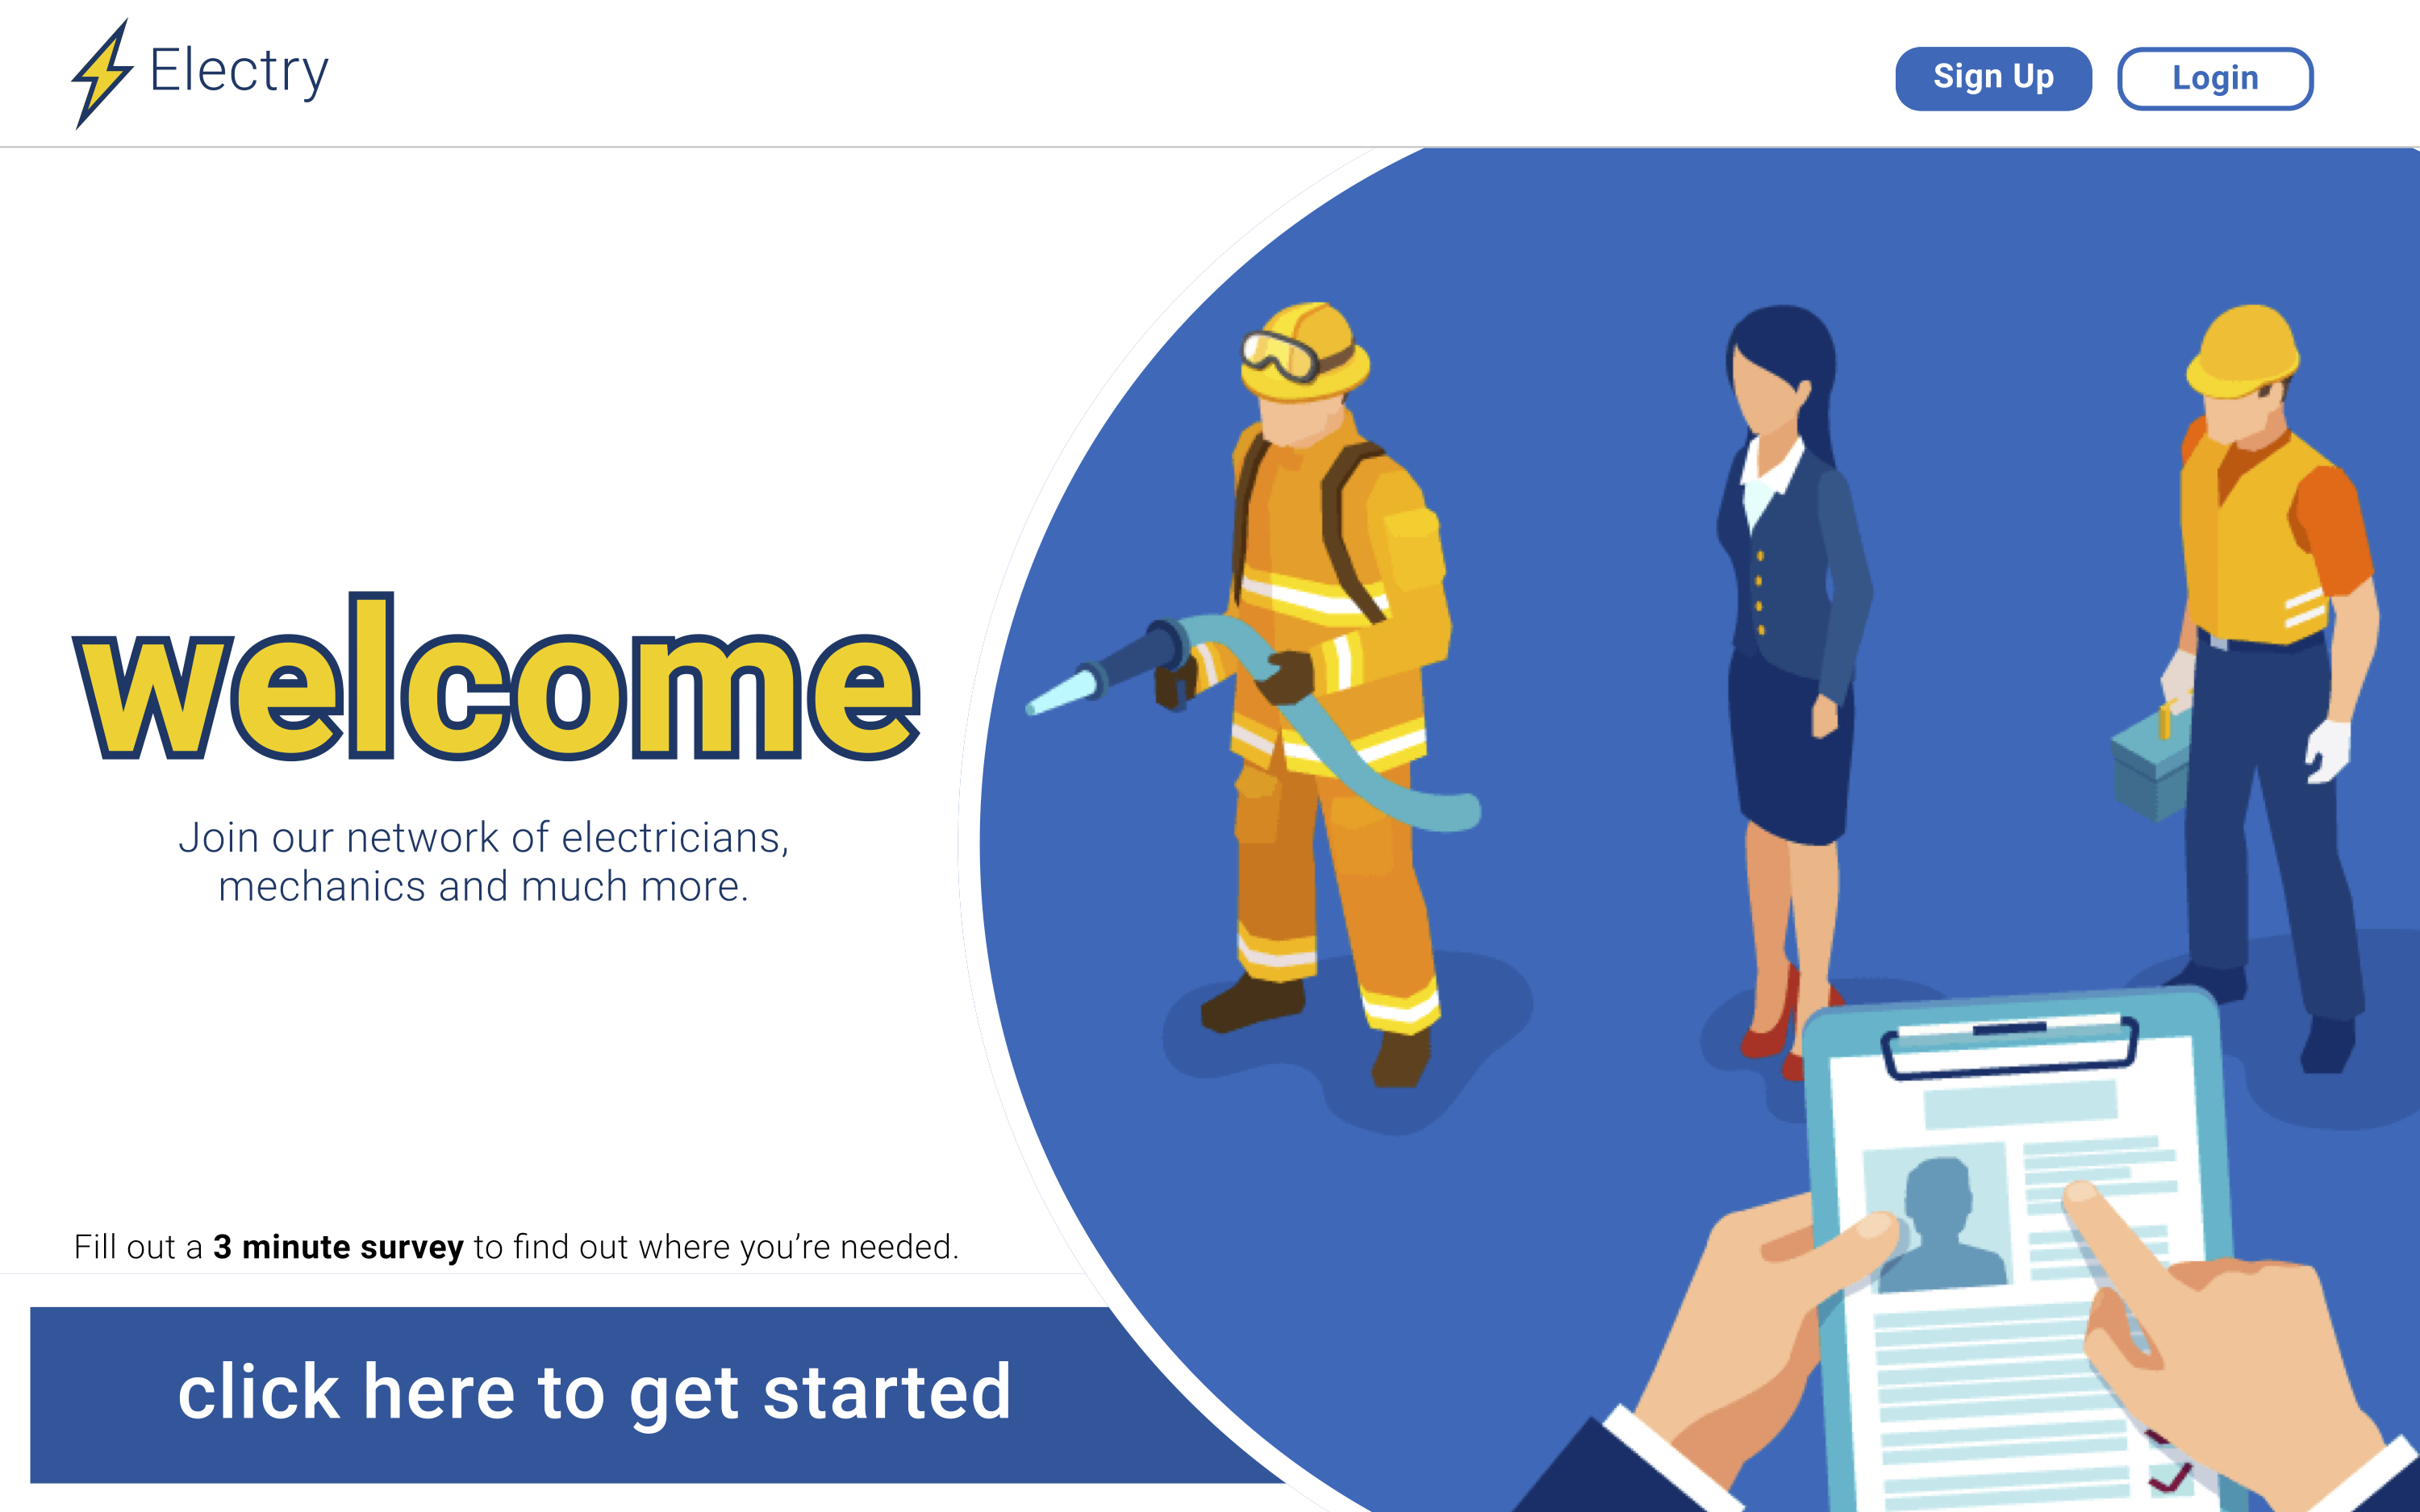 Electry
Sign Up
Login
welcome
Join our network of electricians,
mechanics and much more.
Fill out a 3 minute survey to find out where you’re needed.
click here to get started